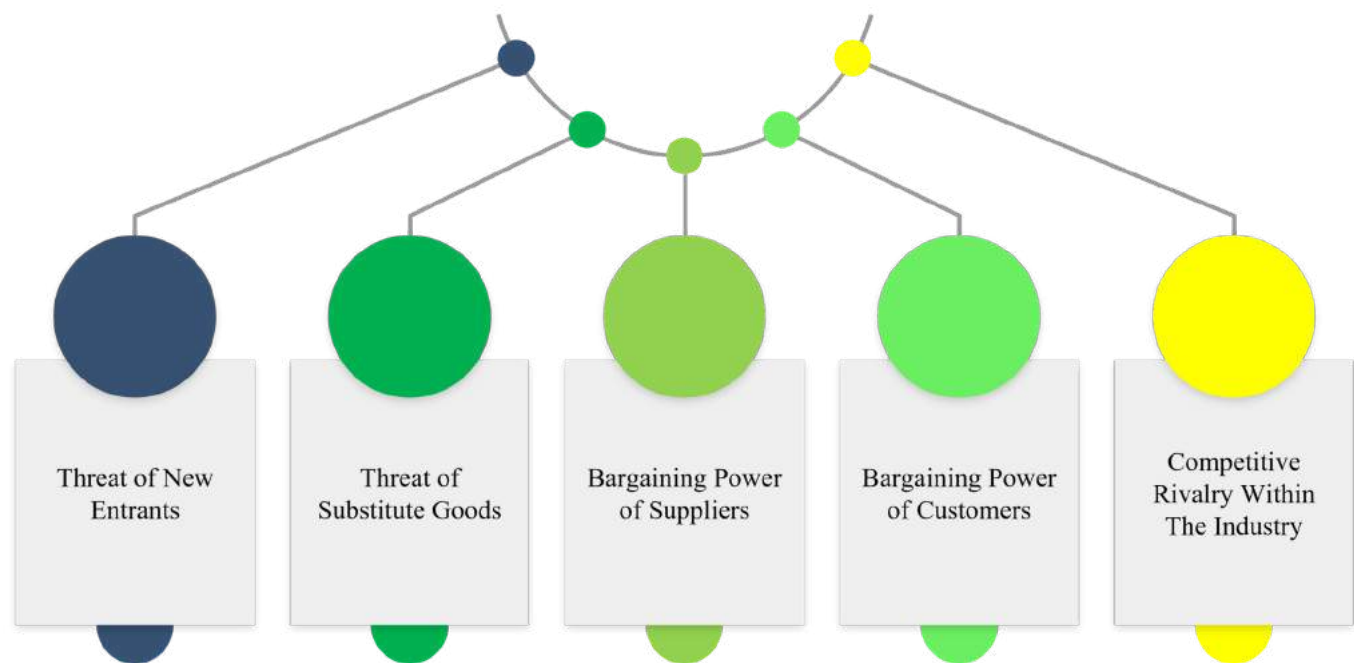 Threat of New
Entrants
Threat of
Substitute Goods
Bargaining Power
of Suppliers
Bargaining Power
of Customers
Competitive
Rivalry Within
The Industry